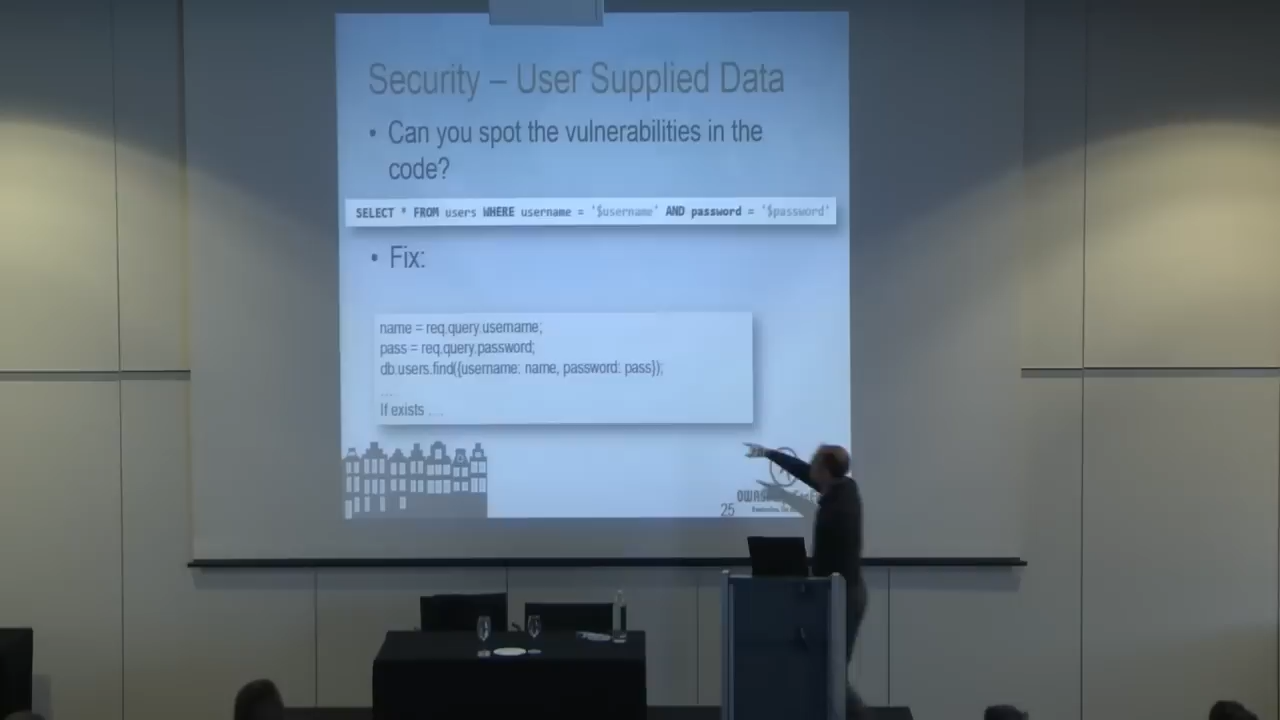 Security – User Supplied Data
• Can you spot the vulnerabilities in the
code?
SELECT * FROM users WHERE username = '$username' AND password = '$password'
• Fix:
name = req.query.username;
pass = req.query.password;
db.users.find({username: name, password: pass});
....
If exists ....
25